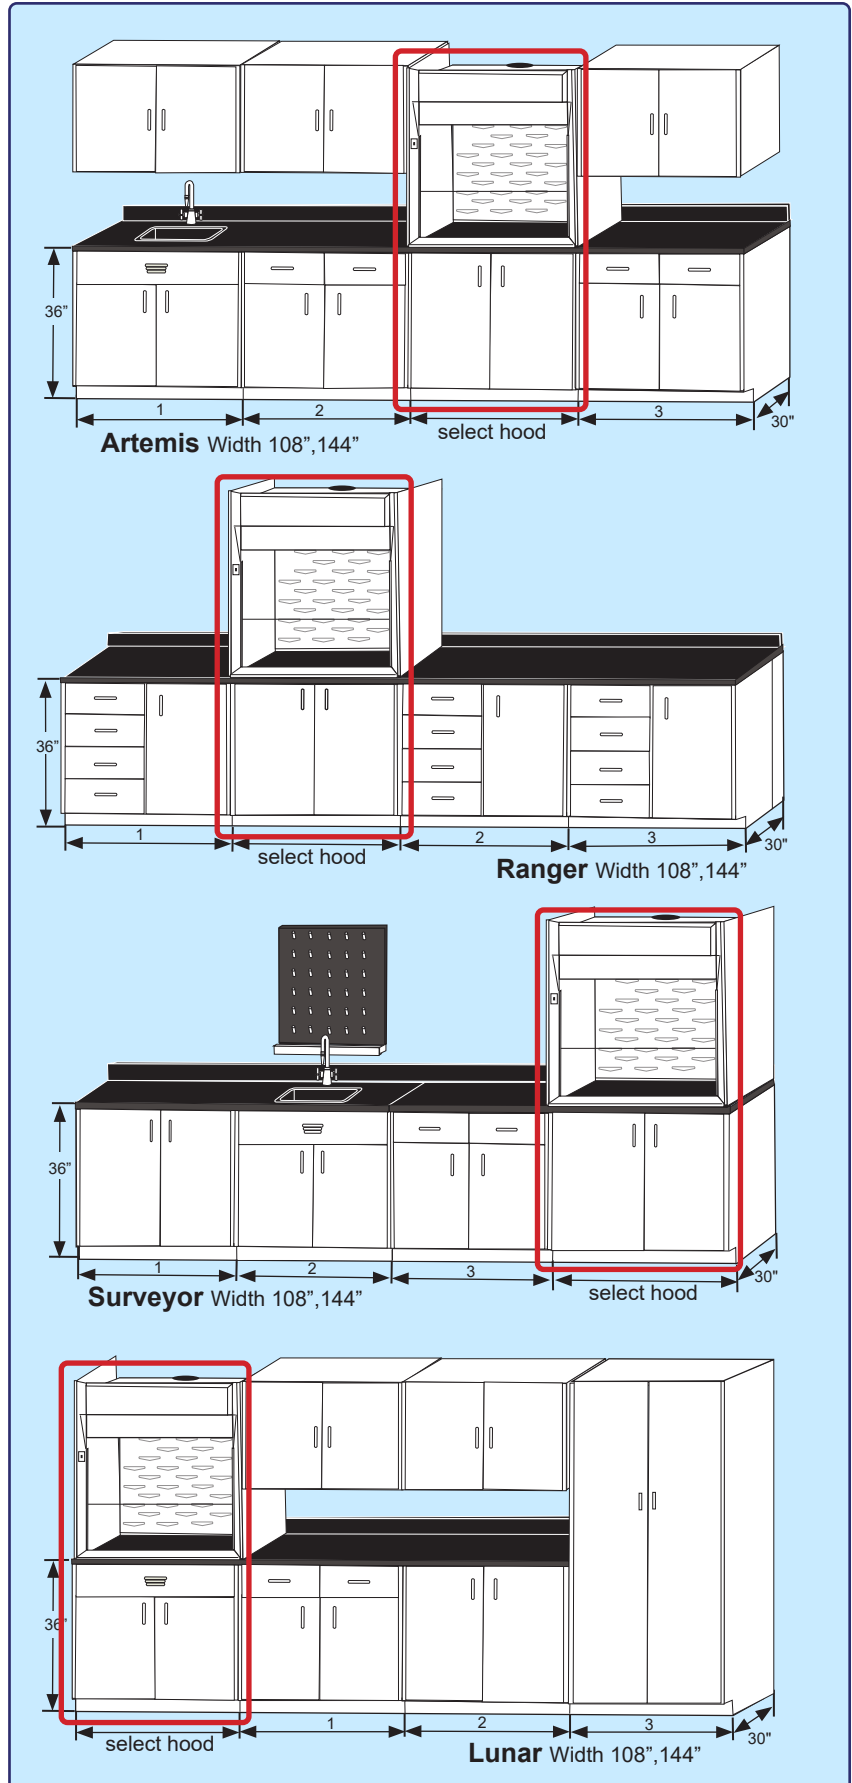 36”
1
2
select hood
3
30"
Artemis Width 108”,144”
36”
1
select hood
2
3
30"
Ranger Width 108”,144”
36”
1
2
3
select hood
30"
Surveyor Width 108”,144”
36”
select hood
1
2
3
30"
Lunar Width 108”,144”